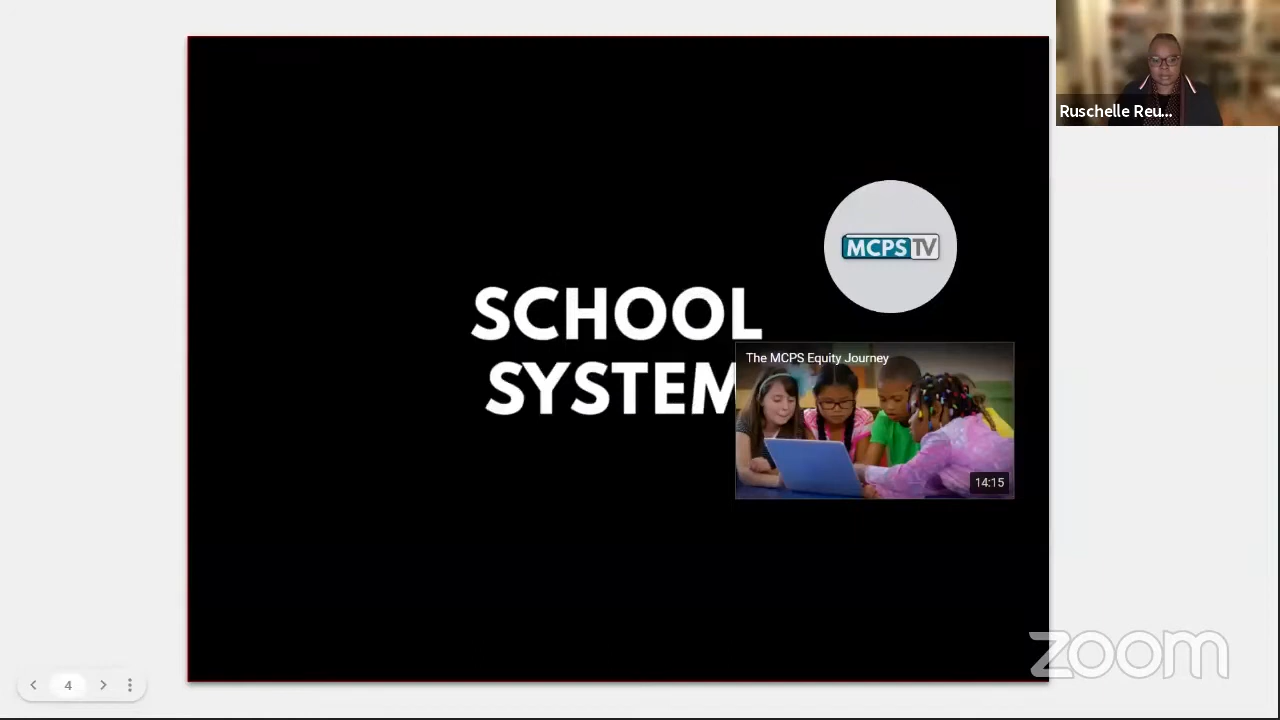 Ruschelle Reu...
MCPS TV
SCHOOL
SYSTEM
The MCPS Equity Journey
14:15
zoom
4